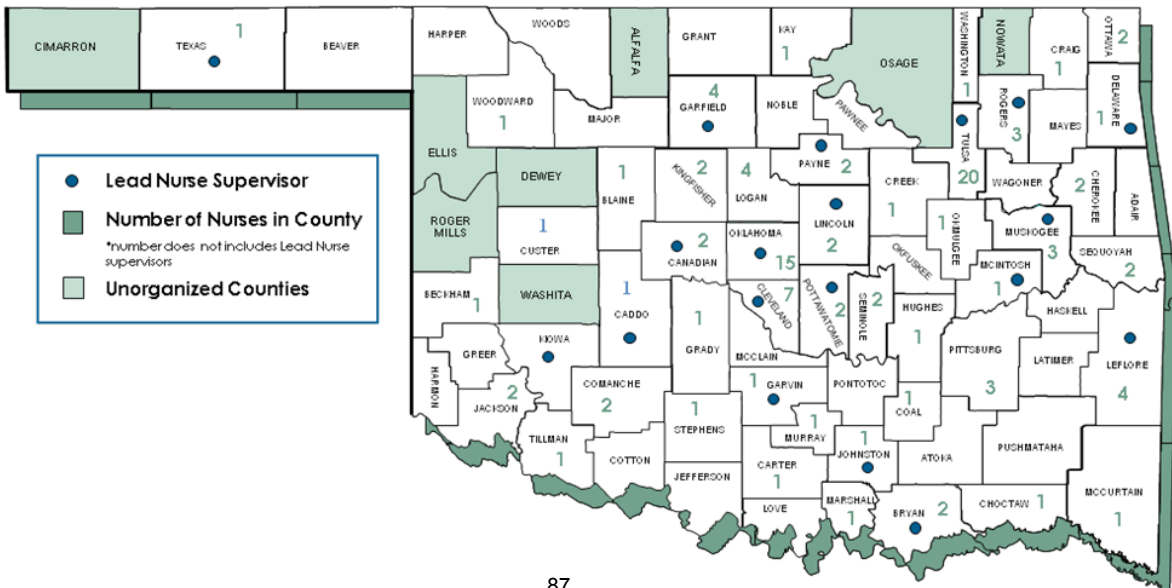 CIMARRON
TEXAS
1
BEAVER
HARPER
WOODS
ALFALFA
GRANT
KAY
1
OSAGE
WASHINGTON
1
NOWATA
CRAIG
1
OTTAWA
2
WOODWARD
1
MAJOR
4
GARFIELD
NOBLE
PAWNEE
TULSA
20
ROGERS
3
MAYES
DELAWARE
1
ELLIS
DEWEY
1
BLAINE
2
KINGFISHER
4
LOGAN
PAYNE
2
CREEK
1
WAGONER
2
CHEROKEE
ADAIR
ROGER
MILLS
1
CUSTER
2
CANADIAN
OKLAHOMA
15
LINCOLN
2
1
OKMULGEE
OKFUSKEE
MUSKOGEE
3
MCINTOSH
1
SEQUOYAH
2
Lead Nurse Supervisor
Number of Nurses in County
*number does not includes Lead Nurse
supervisors
Unorganized Counties
BECKHAM
1
WASHITA
1
CADDO
1
GRADY
7
CLEVELAND
MCCLAIN
POTTAWATOMIE
2
2
SEMINOLE
HUGHES
1
PITTSBURG
3
HASKELL
LATIMER
LEFLORE
4
GREER
HARMON
KIOWA
2
JACKSON
COMANCHE
2
1
STEPHENS
1
GARVIN
PONTOTOC
1
COAL
TILLMAN
1
COTTON
JEFFERSON
1
MURRAY
CARTER
1
1
JOHNSTON
ATOKA
PUSHMATAHA
LOVE
MARSHALL
1
BRYAN
2
CHOCTAW
1
MCCURTAIN
1
87